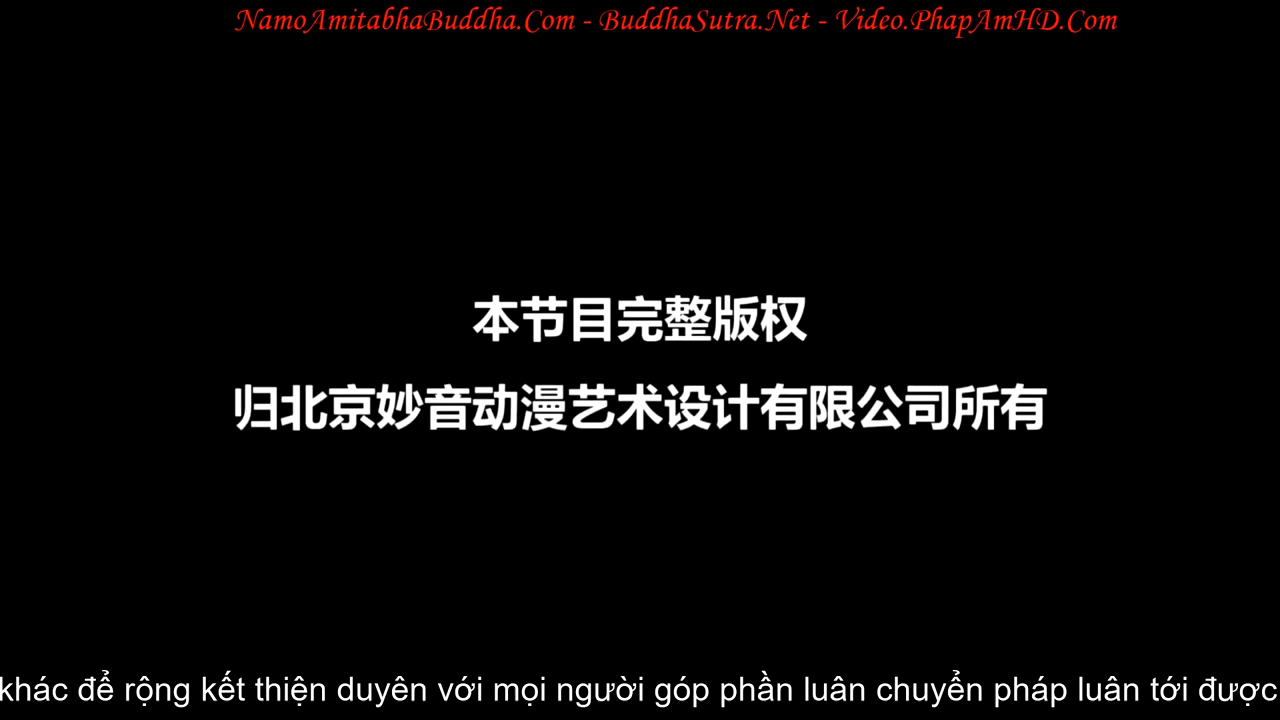 NamoAmitabhaBuddha.Com - BuddhaSutra.Net - Video.PhapAmHD.Com
本节目完整版权
归北京妙音动漫艺术设计有限公司所有
khác để rộng kết thiện duyên với mọi người góp phần luân chuyển pháp luân tới được